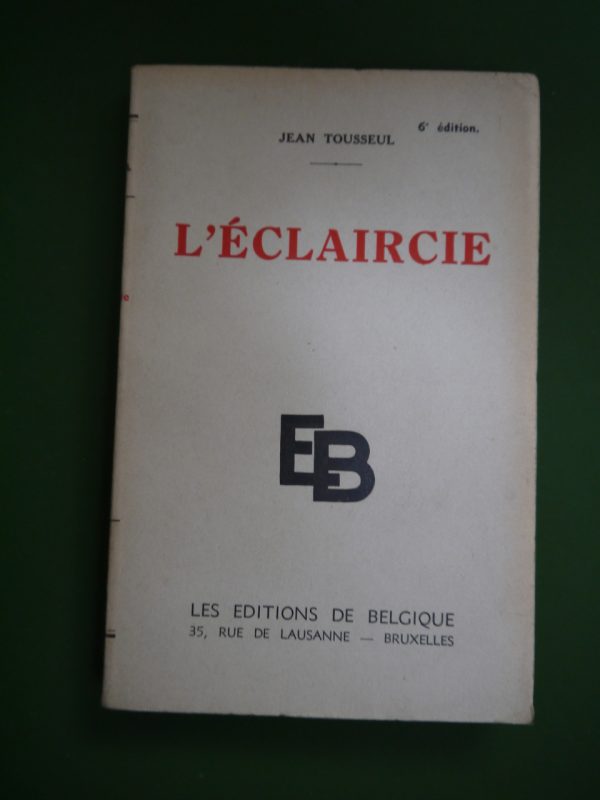 6e édition.
JEAN TOUSSEUL
L'ÉCLAIRCIE
EB
LES EDITIONS DE BELGIQUE
35, RUE DE LAUSANNE — BRUXELLES